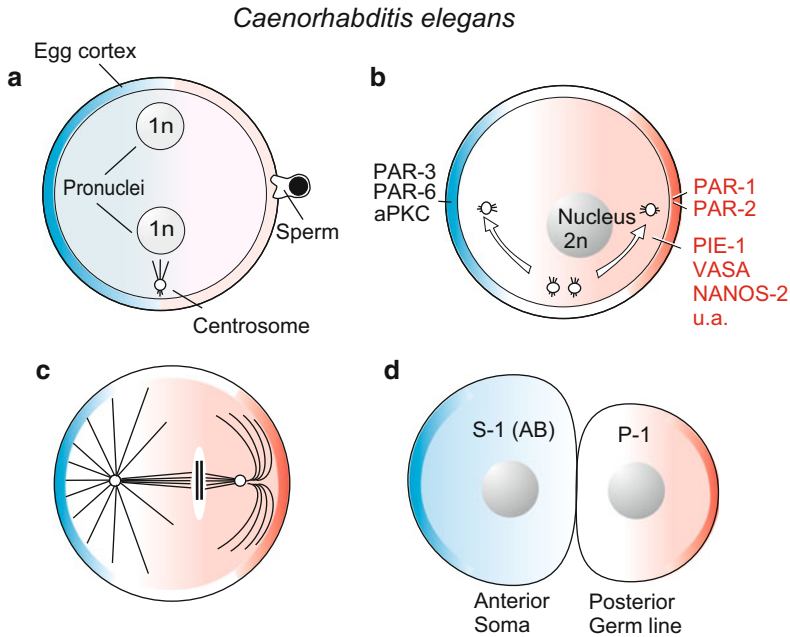 Caenorhabditis elegans
Egg cortex
a
1n
Pronuclei
1n
Sperm
Centrosome
b
PAR-3
PAR-6
aPKC
Nucleus
2n
PAR-1
PAR-2
PIE-1
VASA
NANOS-2
u.a.
c
d
S-1 (AB)
P-1
Anterior
Soma
Posterior
Germ line